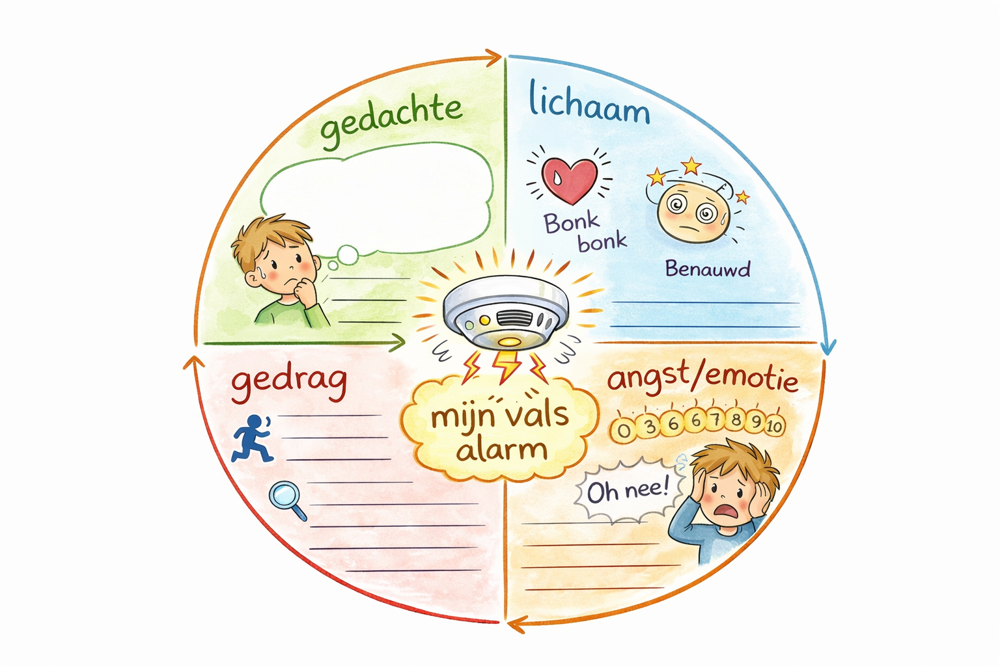 gedachte
lichaam
Bonk
bonk
Benauwd
gedrag
angst/emotie
0 3 6 6 7 8 9 10
Oh nee!
mijn vals
alarm